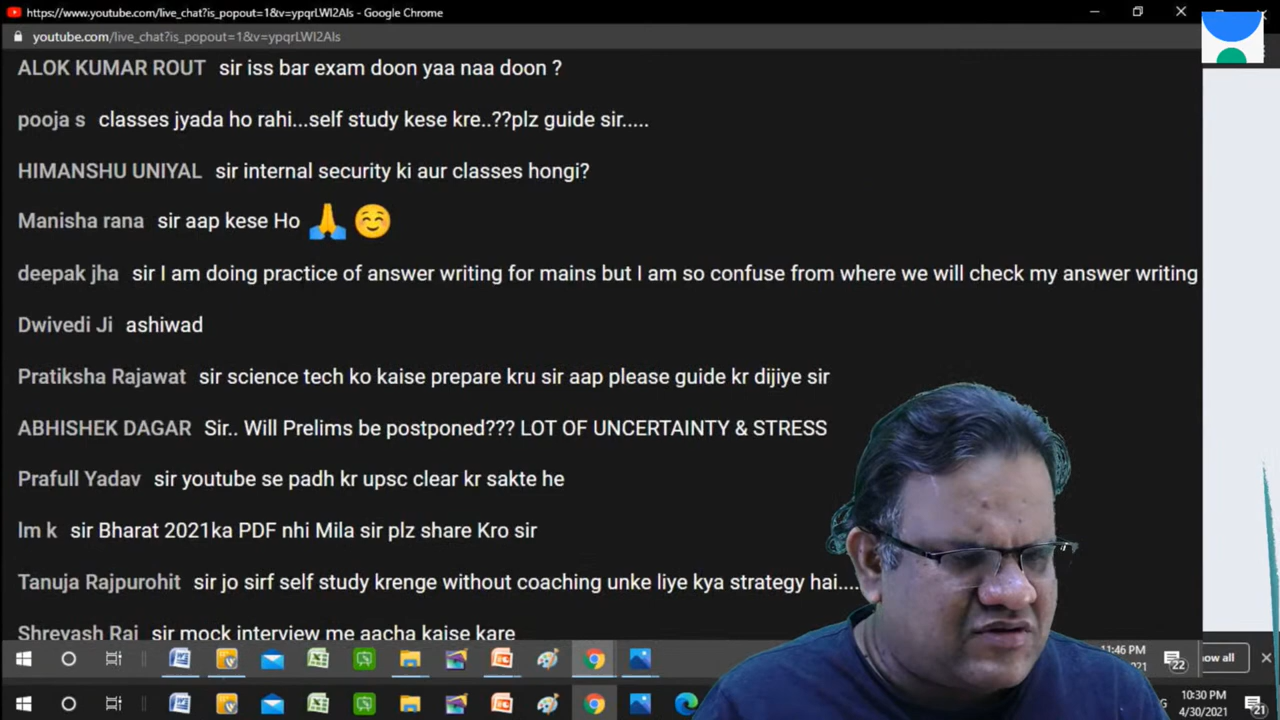 https://www.youtube.com/live_chat?is_popout=1&v=ypqrLWI2AIs - Google Chrome
youtube.com/live_chat?is_popout=1&v=ypqrLWI2AIs
ALOK KUMAR ROUT sir iss bar exam doon yaa naa doon ?
pooja s classes jyada ho rahi...self study kese kre..??plz guide sir.....
HIMANSHU UNIYAL sir internal security ki aur classes hongi?
Manisha rana sir aap kese Ho 🙏 ☺️
deepak jha sir I am doing practice of answer writing for mains but I am so confuse from where we will check my answer writing
Dwivedi Ji ashiwad
Pratiksha Rajawat sir science tech ko kaise prepare kru sir aap please guide kr dijiye sir
ABHISHEK DAGAR Sir.. Will Prelims be postponed??? LOT OF UNCERTAINTY & STRESS
Prafull Yadav sir youtube se padh kr upsc clear kr sakte he
lm k sir Bharat 2021ka PDF nhi Mila sir plz share Kro sir
Tanuja Rajpurohit sir jo sirf self study krenge without coaching unke liye kya strategy hai....
Shreyash Raj sir mock interview me aacha kaise kare
11:46 PM
22
10:30 PM
4/30/2021
21